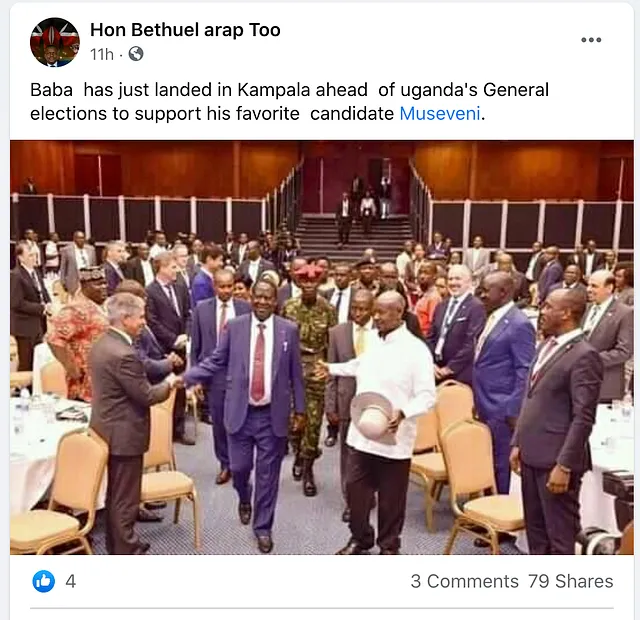 Hon Bethuel arap Too
11h ·
Baba has just landed in Kampala ahead of uganda's General
elections to support his favorite candidate Museveni.
4
3 Comments 79 Shares